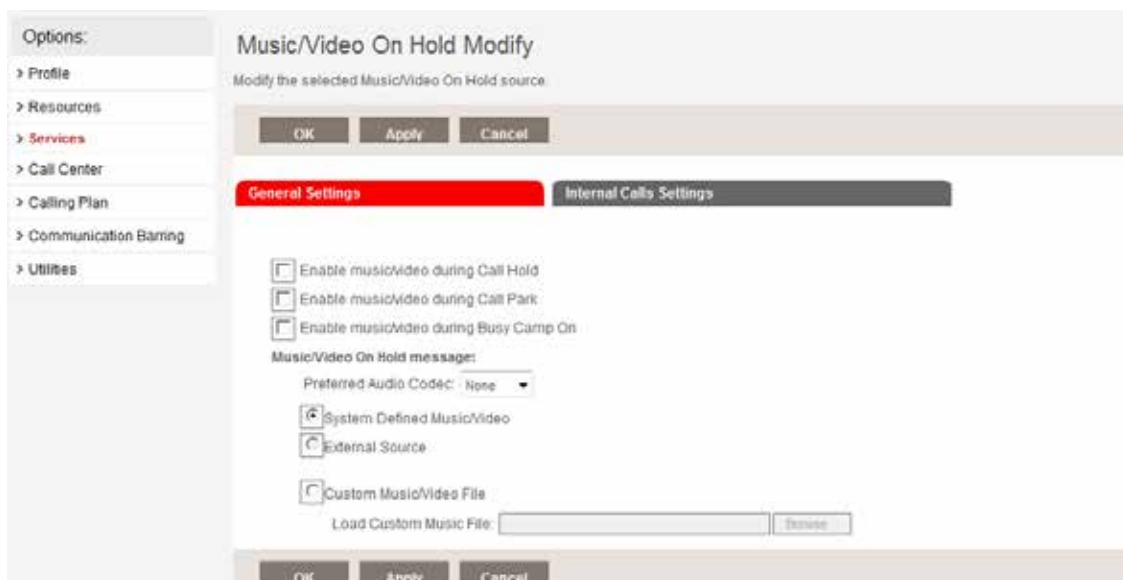 Options:
> Profile
> Resources
> Services
> Call Center
> Calling Plan
> Communication Barring
> Utilities
Music/Video On Hold Modify
Modify the selected Music/Video On Hold source.
OK Apply Cancel
General Settings Internal Calls Settings
Enable music/video during Call Hold
Enable music/video during Call Park
Enable music/video during Busy Camp On
Music/Video On Hold message:
Preferred Audio Codec: None
System Defined Music/Video
External Source
Custom Music/Video File
Load Custom Music File: Browse
OK Apply Cancel